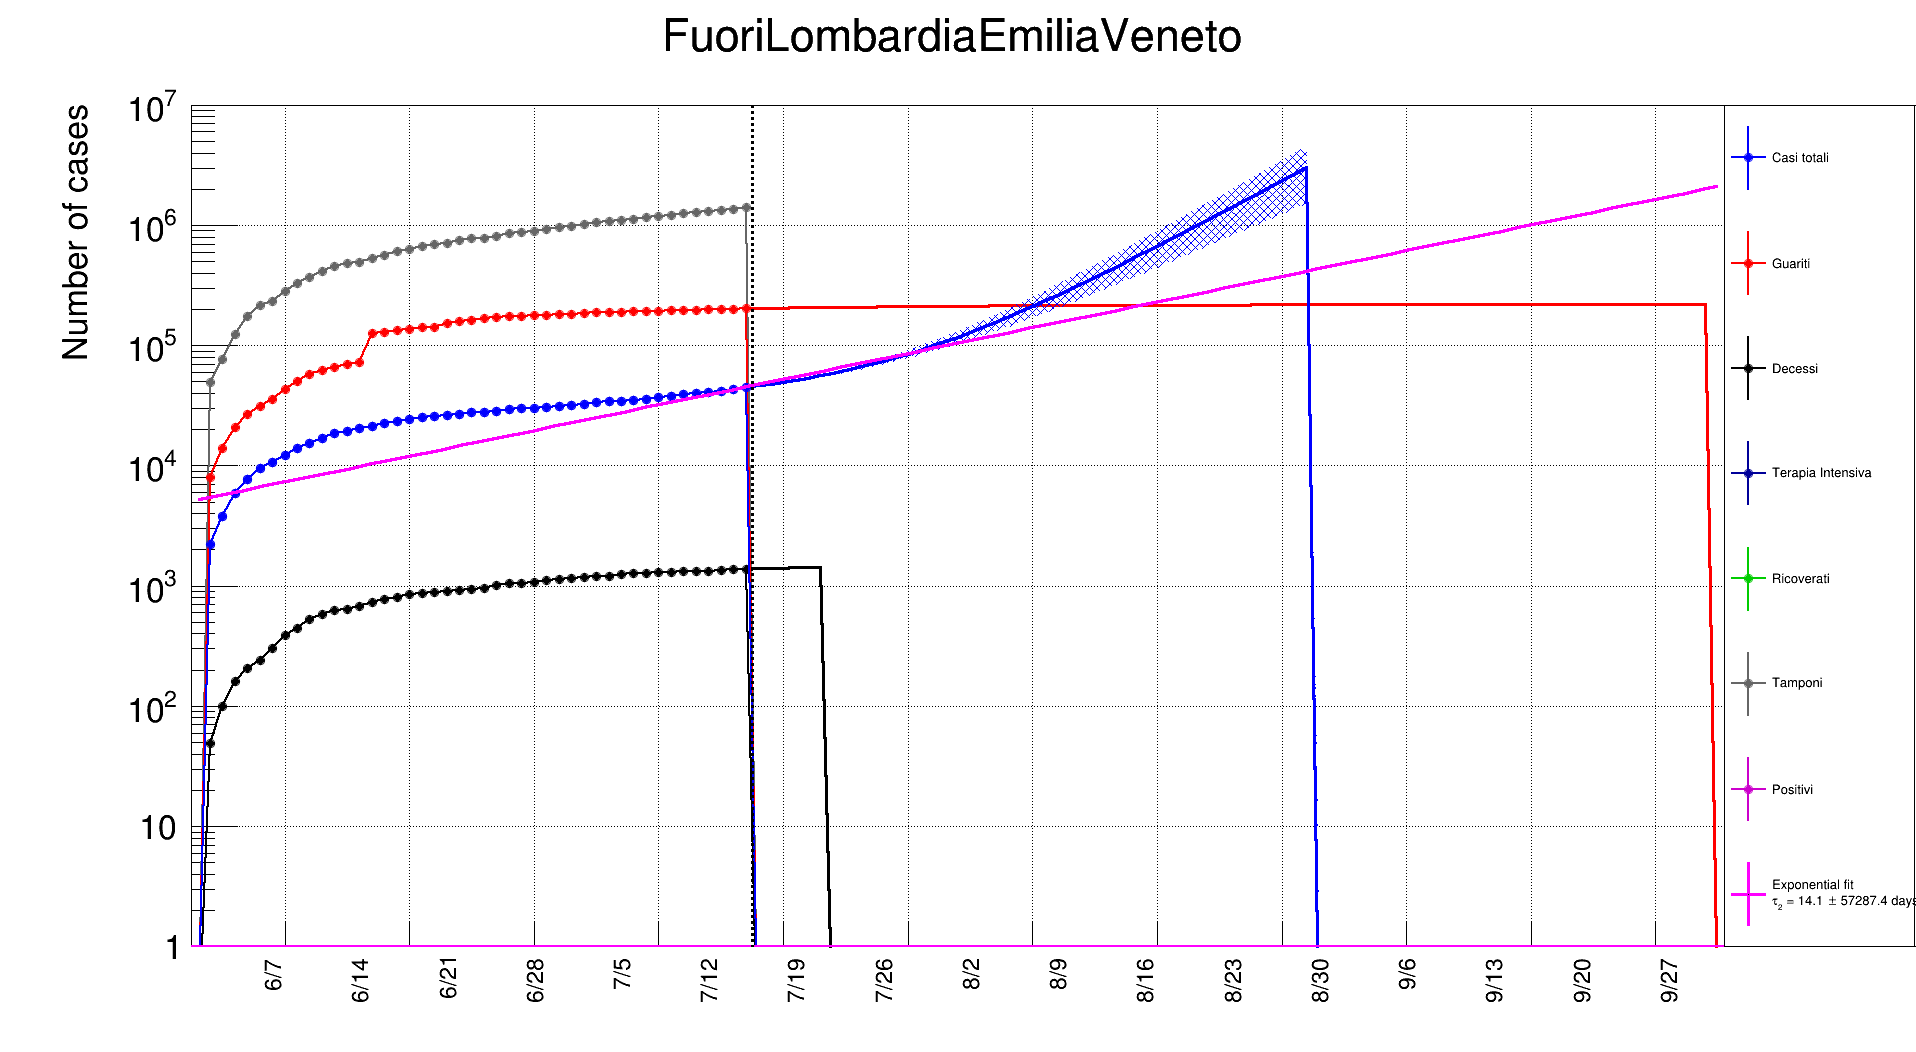 FuoriLombardiaEmiliaVeneto
Number of cases
10^7
10^6
10^5
10^4
10^3
10^2
10
1
6/7
6/14
6/21
6/28
7/5
7/12
7/19
7/26
8/2
8/9
8/16
8/23
8/30
9/6
9/13
9/20
9/27
Casi totali
Guariti
Decessi
Terapia Intensiva
Ricoverati
Tamponi
Positivi
Exponential fit
τ_2 = 14.1 ± 57287.4 days